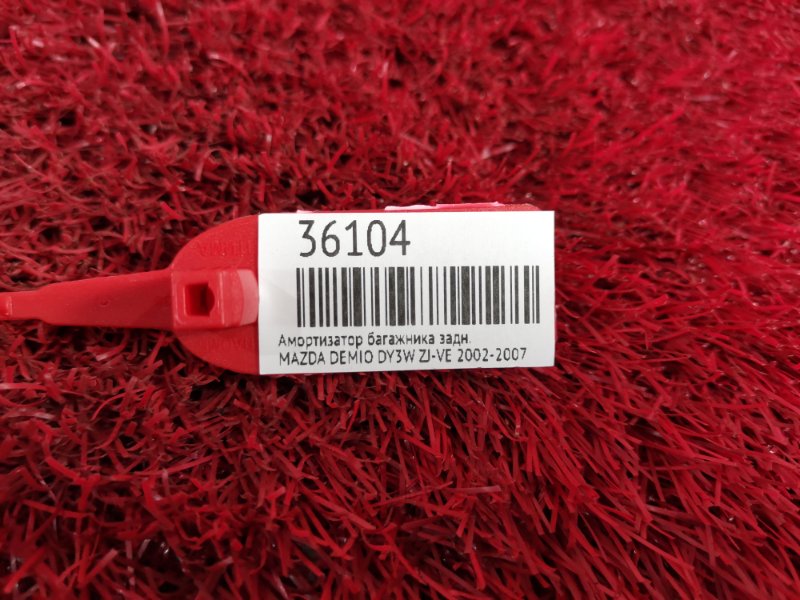 36104
Амортизатор багажника задн.
MAZDA DEMIO DY3W ZJ-VE 2002-2007